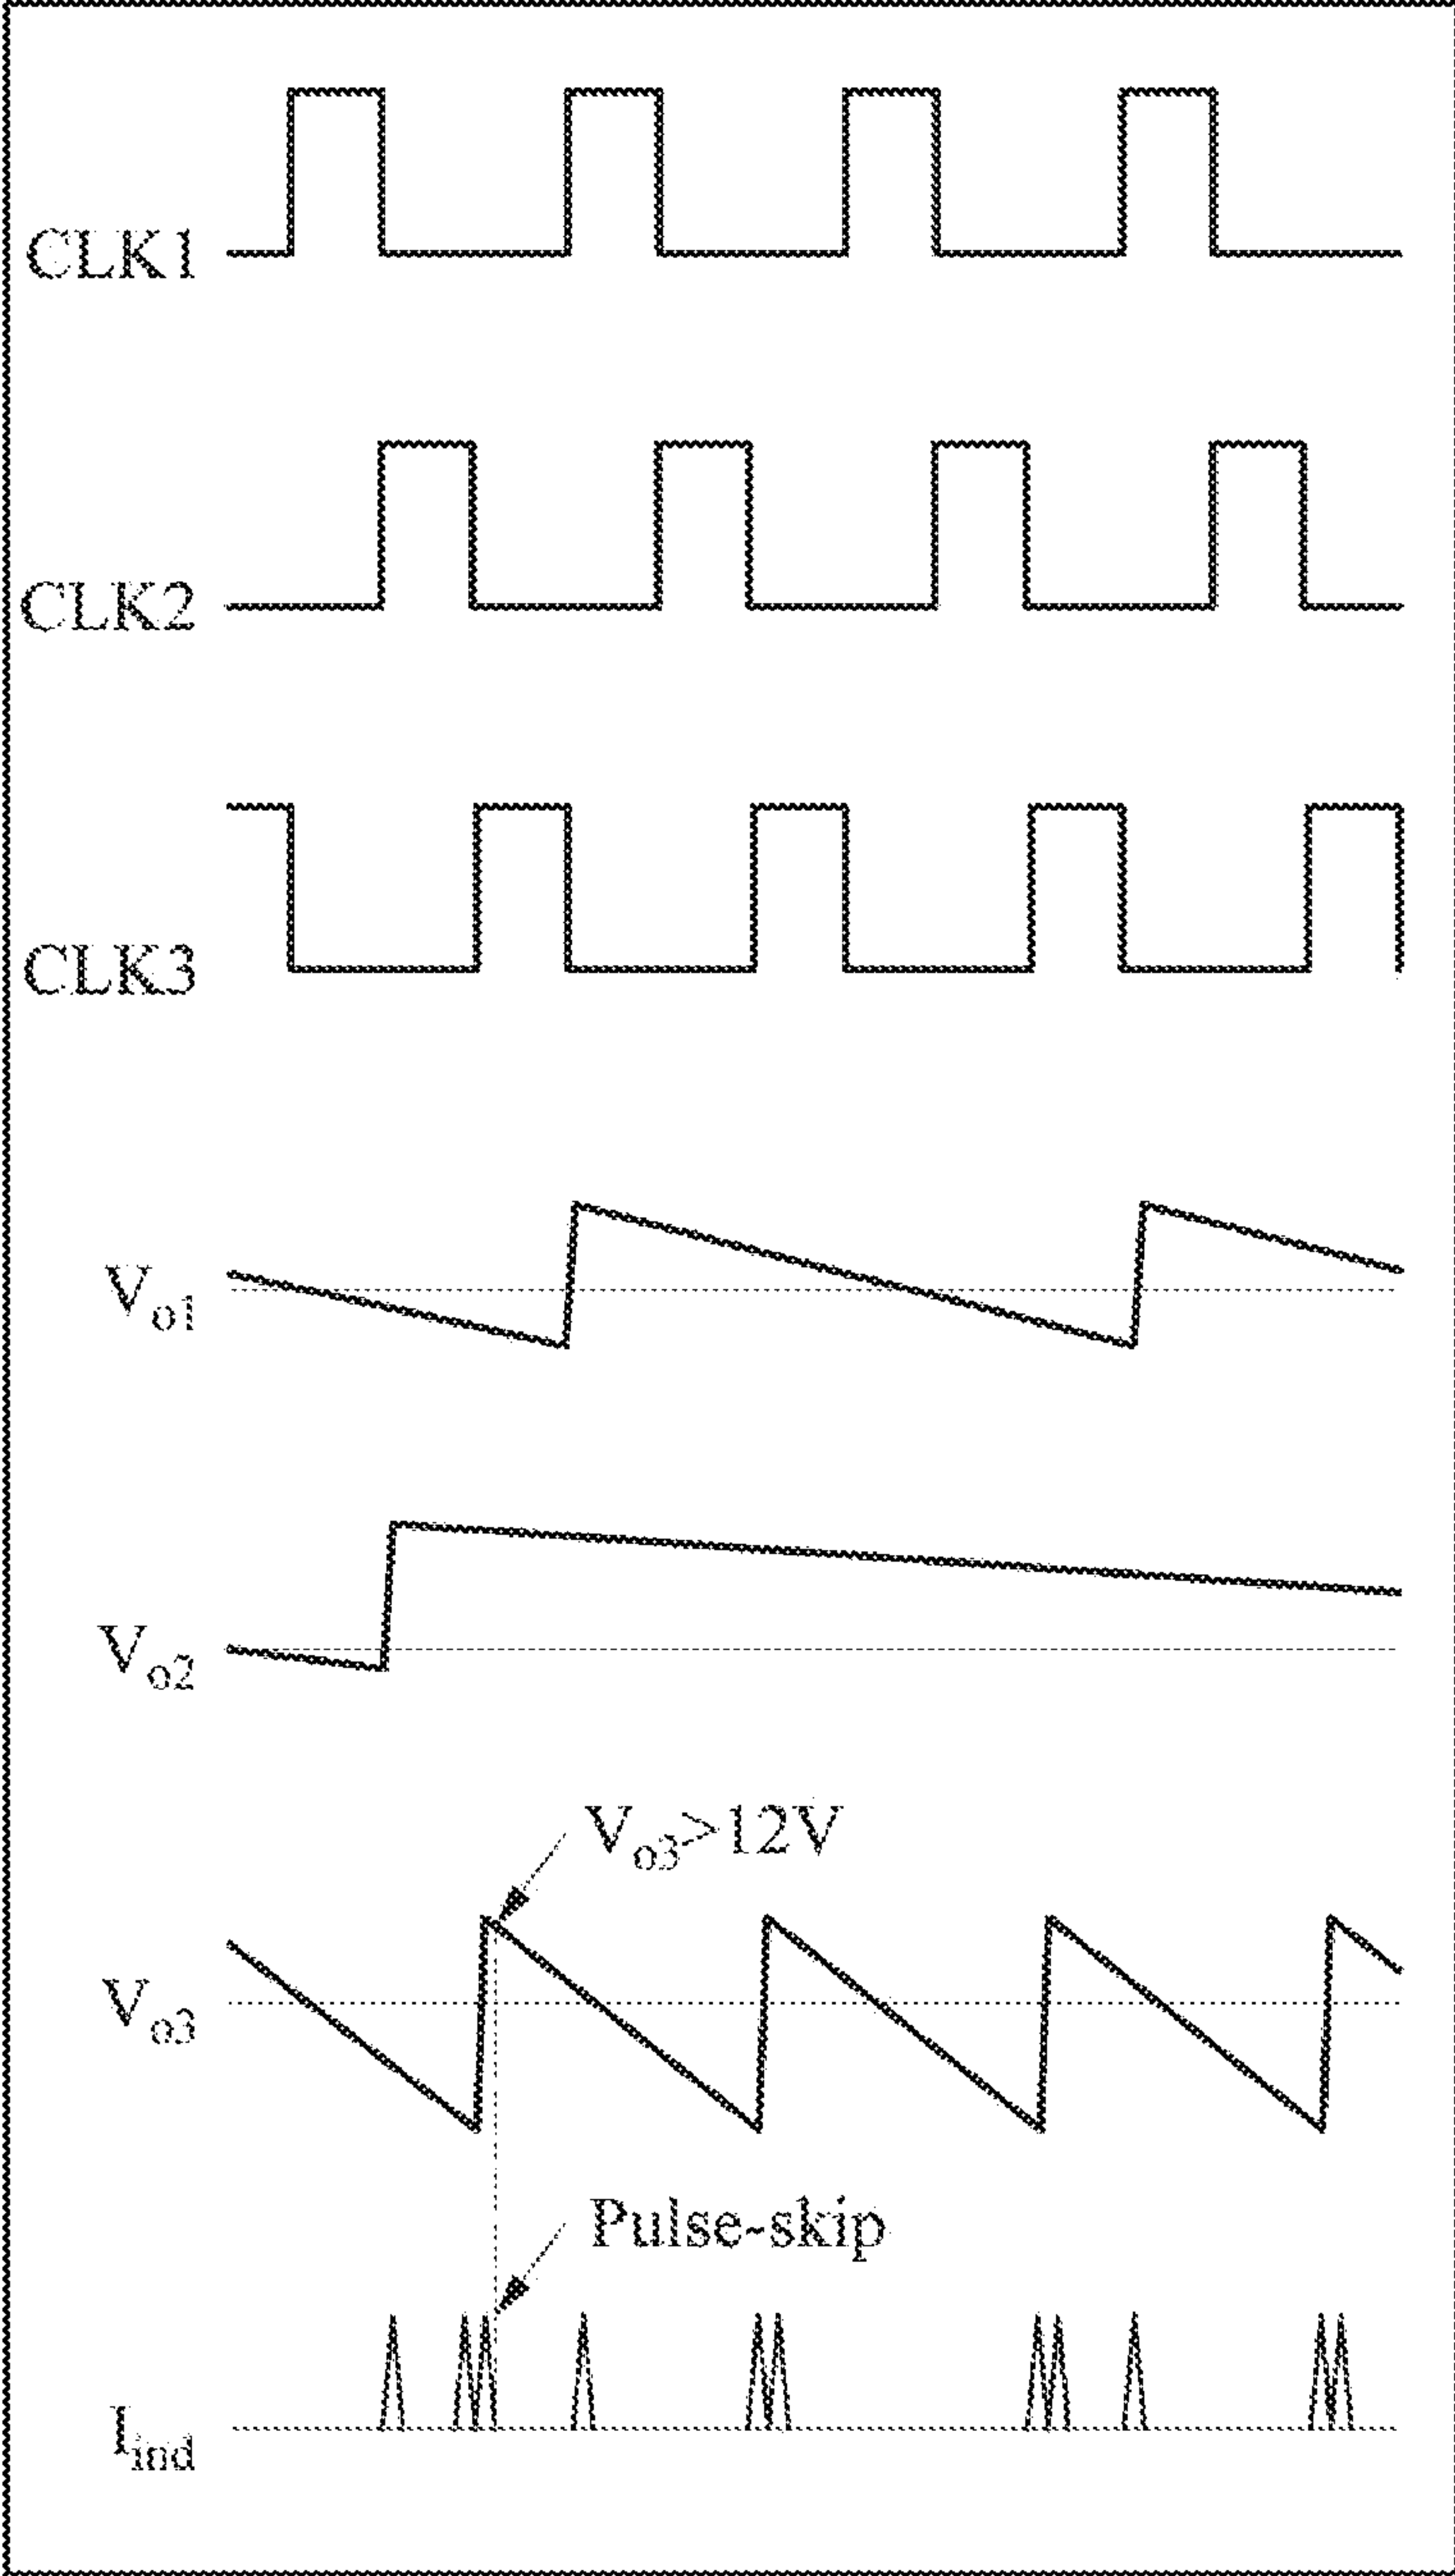 CLK1
CLK2
CLK3
Vo1
Vo2
Vo3>12V
Vo3
Pulse-skip
Iind